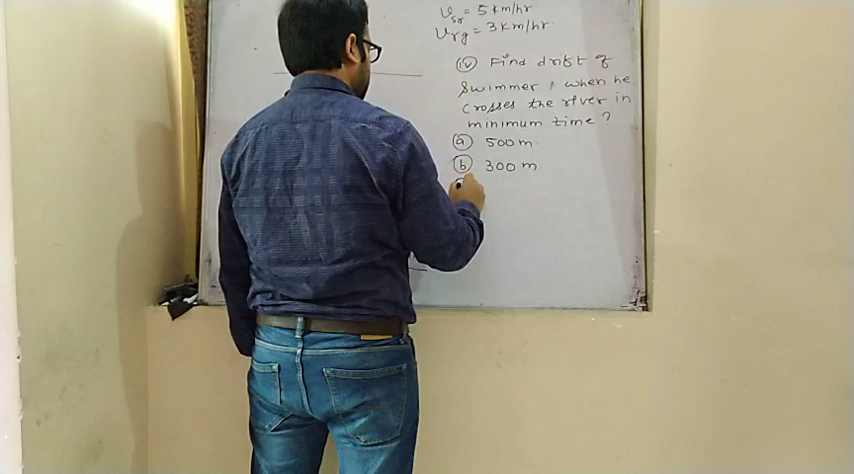 Vsr = 5 km/hr
Vrg = 3 km/hr.
(iv) Find drift of
swimmer, when he
crosses the river in
minimum time?
(a) 500 m.
(b) 300 m.